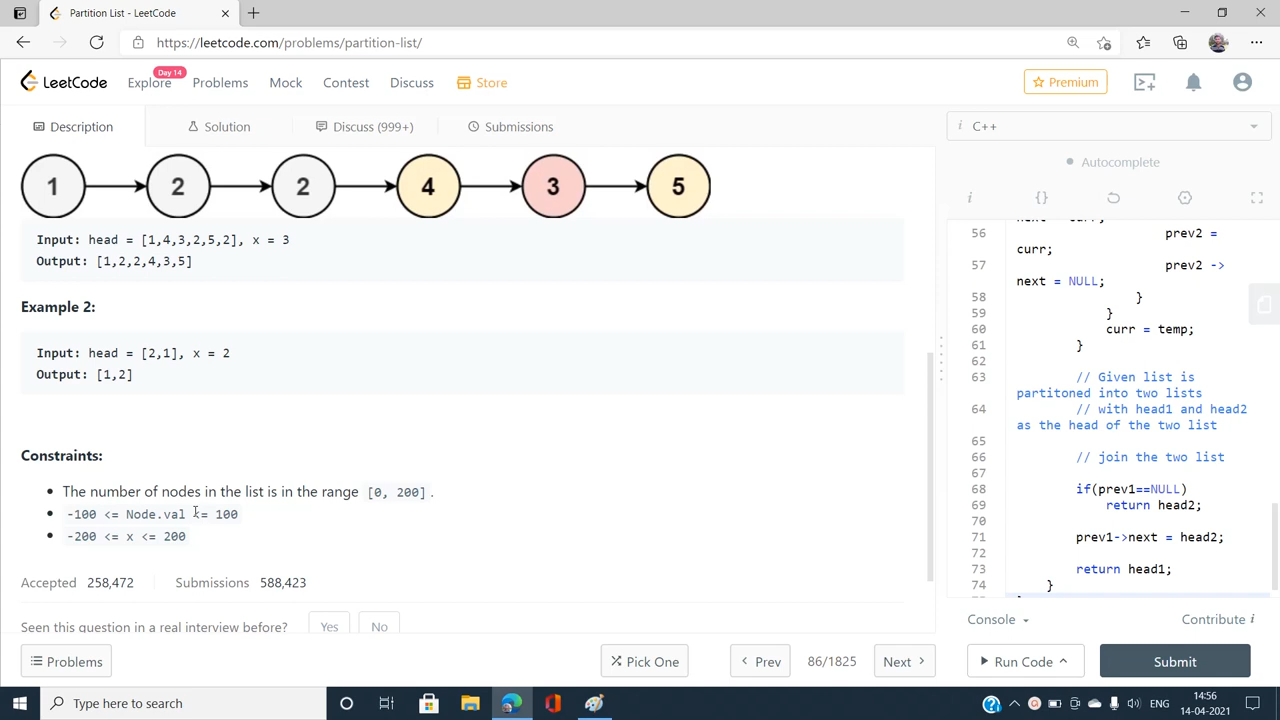 Partition List - LeetCode
https://leetcode.com/problems/partition-list/
LeetCode
Explore
Day 14
Problems
Mock
Contest
Discuss
Store
Premium
Description
Solution
Discuss (999+)
Submissions
i C++
Autocomplete
i {}
1 2 2 4 3 5
Input: head = [1,4,3,2,5,2], x = 3
Output: [1,2,2,4,3,5]
Example 2:
Input: head = [2,1], x = 2
Output: [1,2]
Constraints:
The number of nodes in the list is in the range [0, 200].
-100 <= Node.val <= 100
-200 <= x <= 200
Accepted 258,472 Submissions 588,423
Seen this question in a real interview before? Yes No
56 prev2 =
curr;
57 prev2 ->
next = NULL;
58 }
59 }
60 curr = temp;
61 }
62
63 // Given list is
partitoned into two lists
64 // with head1 and head2
as the head of the two list
65
66 // join the two list
67
68 if(prev1==NULL)
69 return head2;
70
71 prev1->next = head2;
72
73 return head1;
74 }
Console
Contribute i
Problems
Pick One
Prev
86/1825
Next
Run Code
Submit
Type here to search
ENG
14:56
14-04-2021